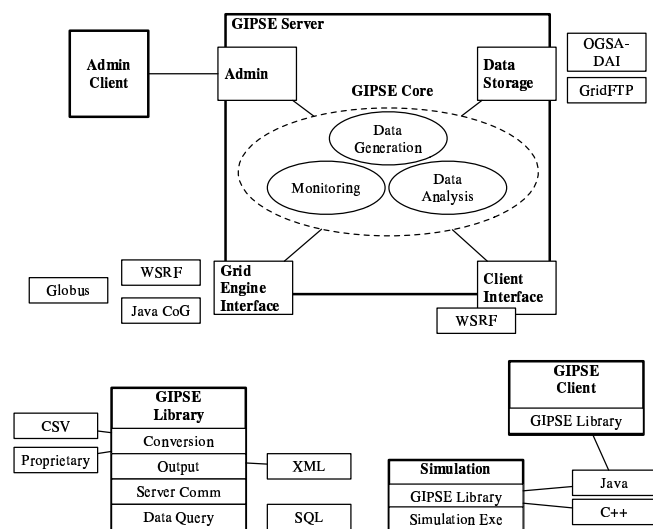 GIPSE Server
Admin
Client
Admin
Data
Storage
OGSA-
DAI
GridFTP
GIPSE Core
Data
Generation
Monitoring
Data
Analysis
Globus
WSRF
Java CoG
Grid
Engine
Interface
Client
Interface
WSRF
GIPSE
Library
Conversion
Output
Server Comm
Data Query
CSV
Proprietary
XML
SQL
GIPSE
Client
GIPSE Library
Simulation
GIPSE Library
Simulation Exe
Java
C++